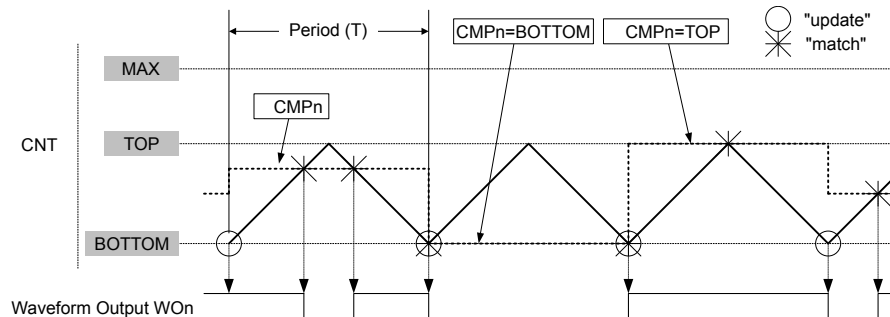 Period (T)
CMPn=BOTTOM
CMPn=TOP
"update"
"match"
MAX
CMPn
CNT
TOP
BOTTOM
Waveform Output WOn